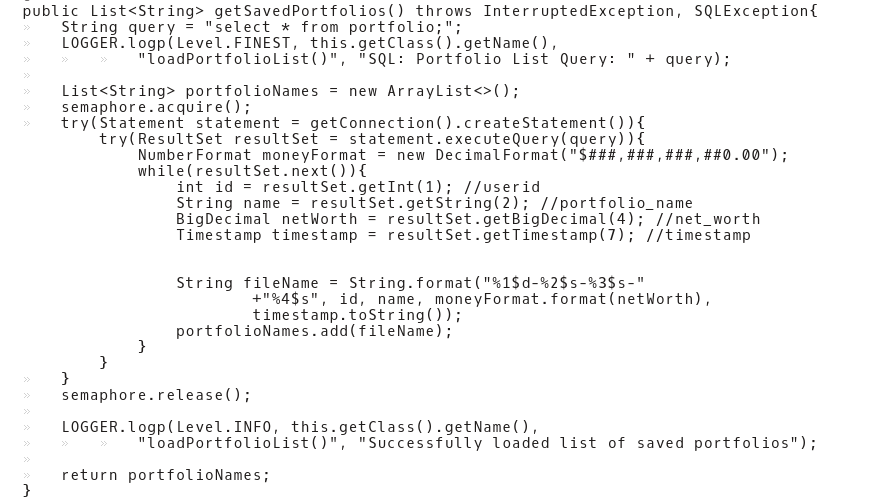 public List<String> getSavedPortfolios() throws InterruptedException, SQLException{
» String query = "select * from portfolio;";
» LOGGER.logp(Level.FINEST, this.getClass().getName(),
» » » "loadPortfolioList()", "SQL: Portfolio List Query: " + query);
»
» List<String> portfolioNames = new ArrayList<>();
» semaphore.acquire();
» try(Statement statement = getConnection().createStatement()){
try(ResultSet resultSet = statement.executeQuery(query)){
NumberFormat moneyFormat = new DecimalFormat("$###,###,###,##0.00");
while(resultSet.next()){
int id = resultSet.getInt(1); //userid
String name = resultSet.getString(2); //portfolio_name
BigDecimal netWorth = resultSet.getBigDecimal(4); //net_worth
Timestamp timestamp = resultSet.getTimestamp(7); //timestamp
String fileName = String.format("%1$d-%2$s-%3$s-"
+"%4$s", id, name, moneyFormat.format(netWorth),
timestamp.toString());
portfolioNames.add(fileName);
}
}
» }
» semaphore.release();
»
» LOGGER.logp(Level.INFO, this.getClass().getName(),
» » » "loadPortfolioList()", "Successfully loaded list of saved portfolios");
»
» return portfolioNames;
}